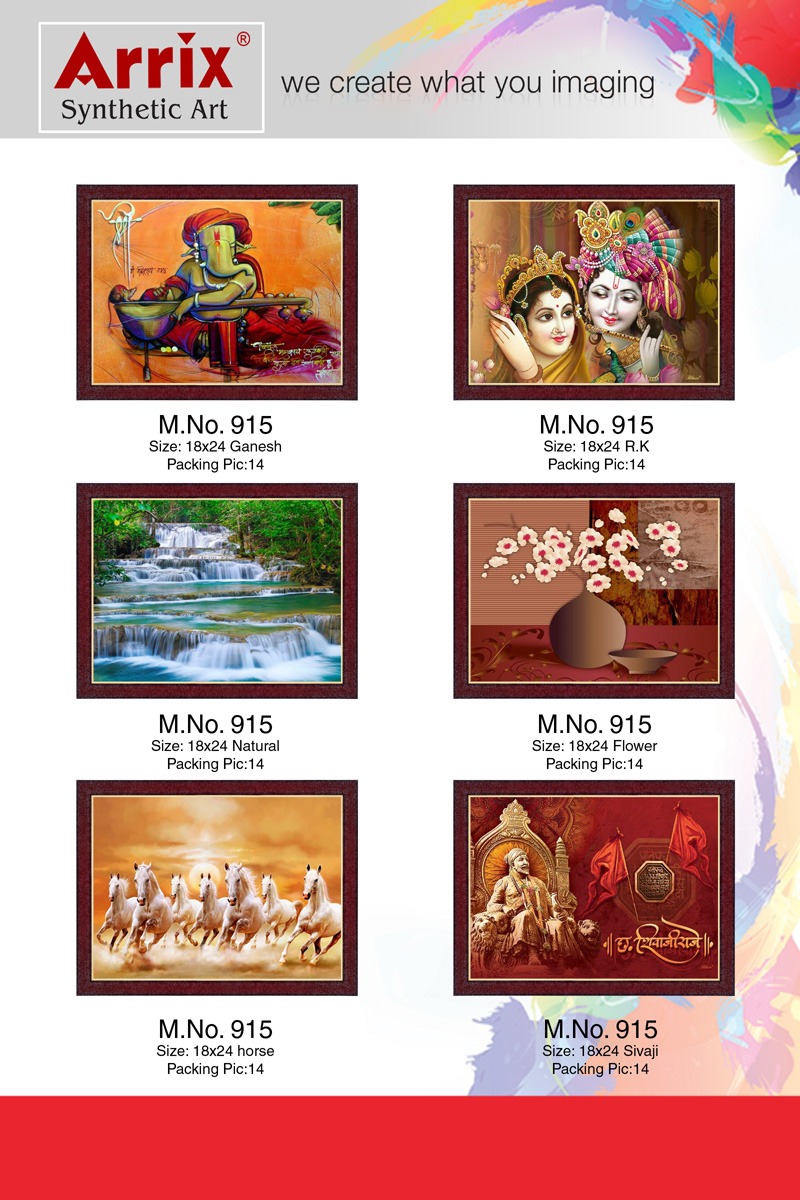 Arrix®
Synthetic Art
we create what you imaging
श्री
M.No. 915
Size: 18x24 Ganesh
Packing Pic:14
M.No. 915
Size: 18x24 R.K
Packing Pic:14
M.No. 915
Size: 18x24 Natural
Packing Pic:14
M.No. 915
Size: 18x24 Flower
Packing Pic:14
॥ छ. शिवाजीराजे ॥
M.No. 915
Size: 18x24 horse
Packing Pic:14
M.No. 915
Size: 18x24 Sivaji
Packing Pic:14